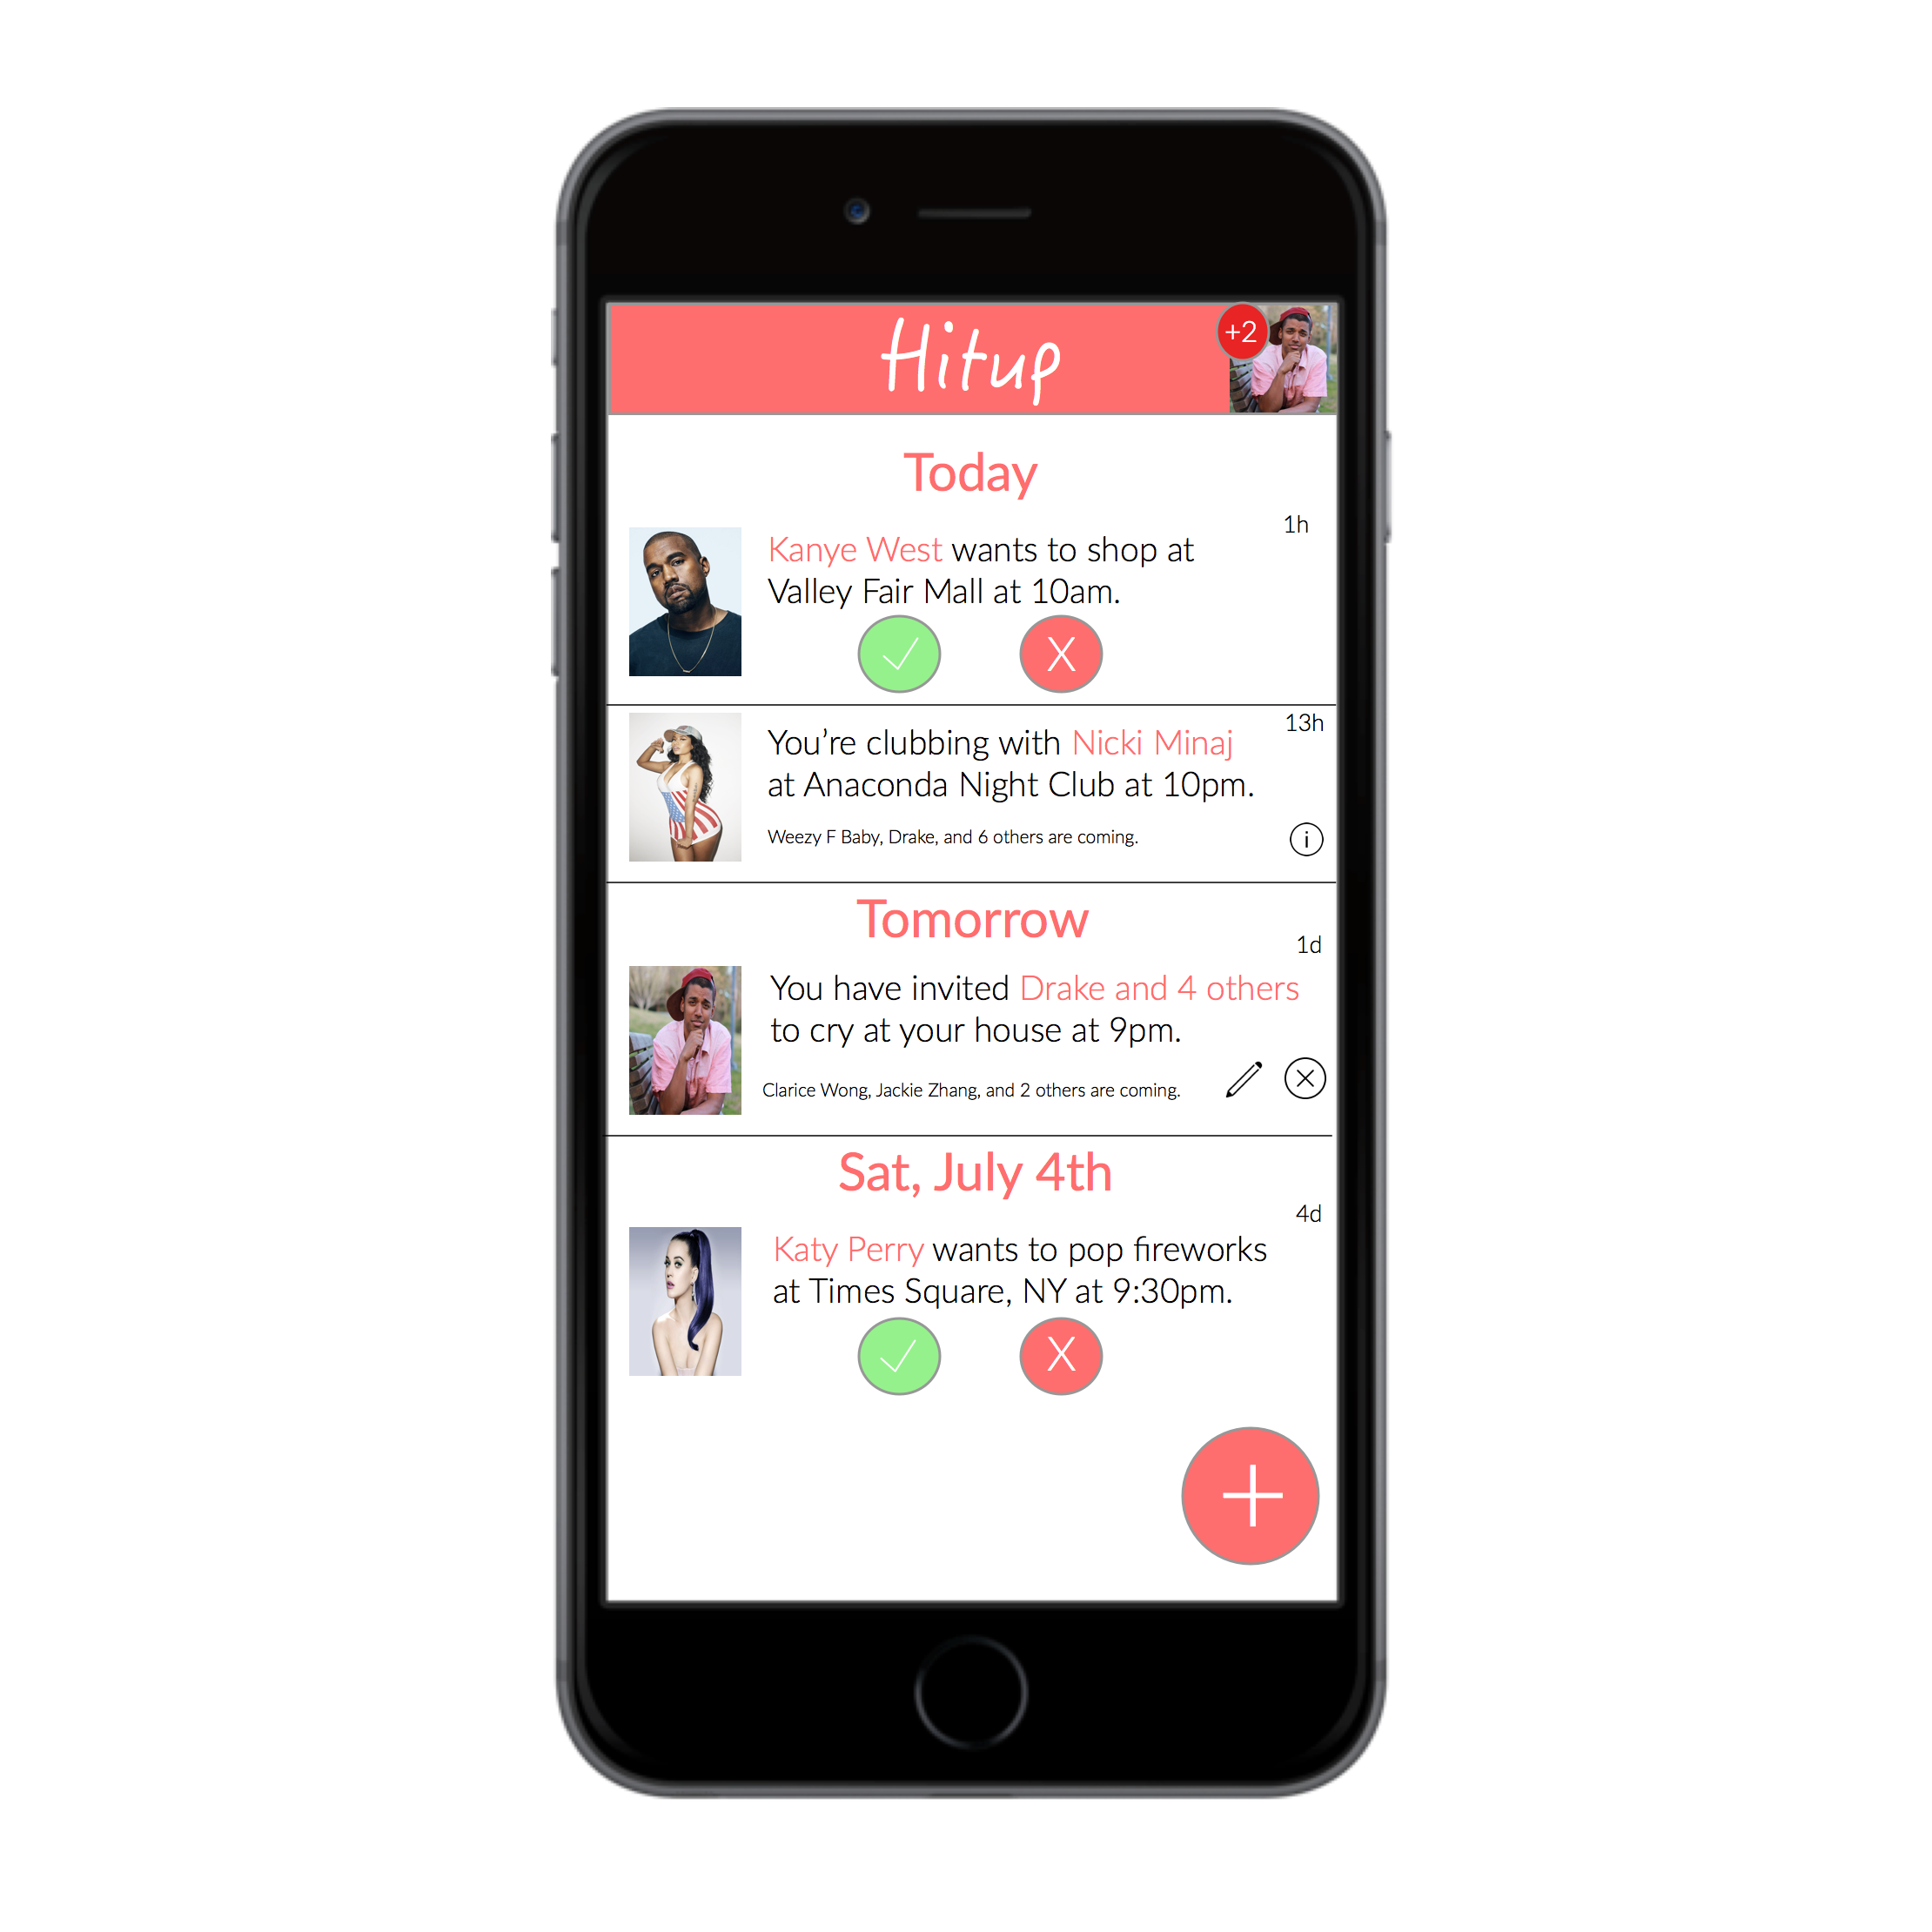 Hitup
+2
Today
1h
Kanye West wants to shop at
Valley Fair Mall at 10am.
X
13h
You're clubbing with Nicki Minaj
at Anaconda Night Club at 10pm.
Weezy F Baby, Drake, and 6 others are coming.
i
Tomorrow
1d
You have invited Drake and 4 others
to cry at your house at 9pm.
Clarice Wong, Jackie Zhang, and 2 others are coming.
Sat, July 4th
4d
Katy Perry wants to pop fireworks
at Times Square, NY at 9:30pm.
X